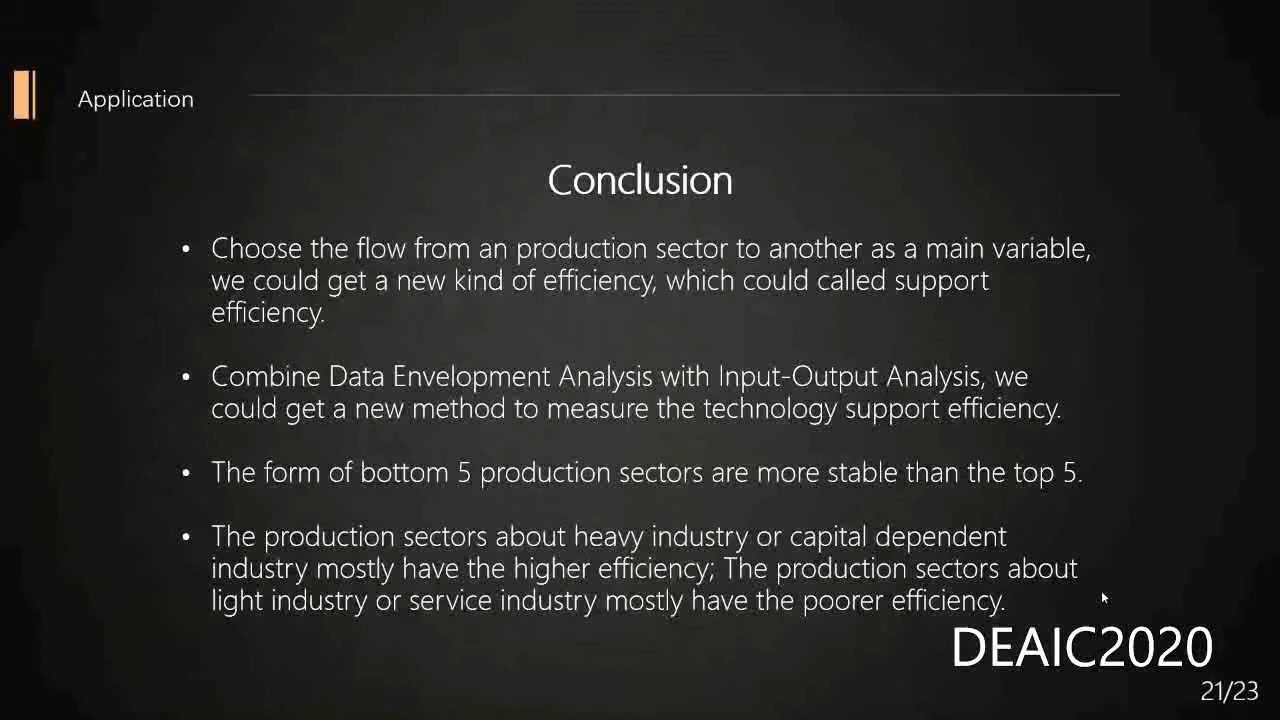 Application
Conclusion
• Choose the flow from an production sector to another as a main variable,
we could get a new kind of efficiency, which could called support
efficiency.
• Combine Data Envelopment Analysis with Input-Output Analysis, we
could get a new method to measure the technology support efficiency.
• The form of bottom 5 production sectors are more stable than the top 5.
• The production sectors about heavy industry or capital dependent
industry mostly have the higher efficiency; The production sectors about
light industry or service industry mostly have the poorer efficiency.
DEAIC2020
21/23